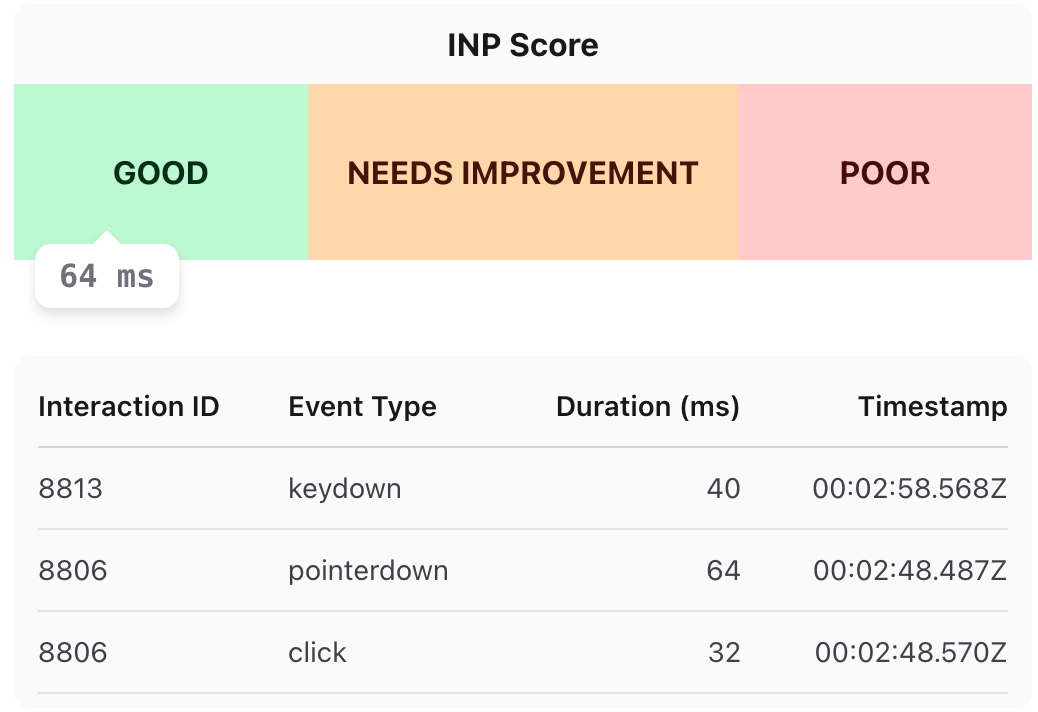 INP Score
GOOD NEEDS IMPROVEMENT POOR
64 ms
Interaction ID Event Type Duration (ms) Timestamp
8813 keydown 40 00:02:58.568Z
8806 pointerdown 64 00:02:48.487Z
8806 click 32 00:02:48.570Z